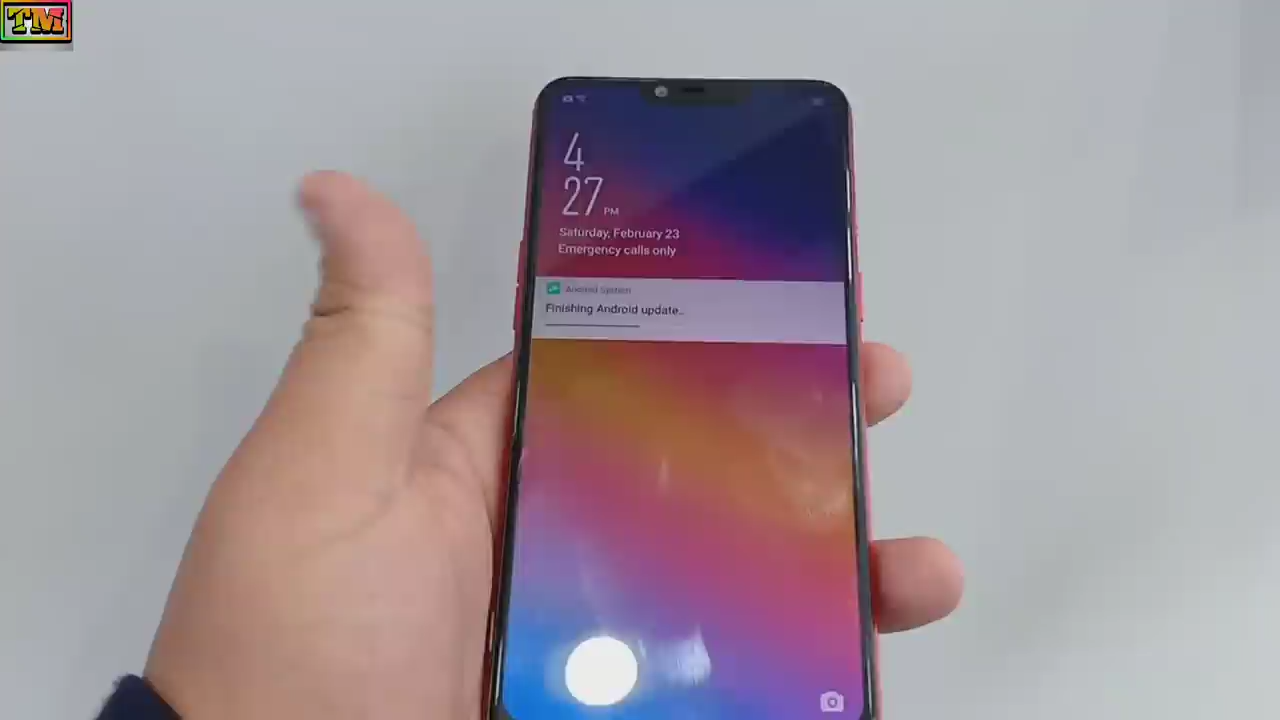 TM
4
27 PM
Saturday, February 23
Emergency calls only
Android System
Finishing Android update..